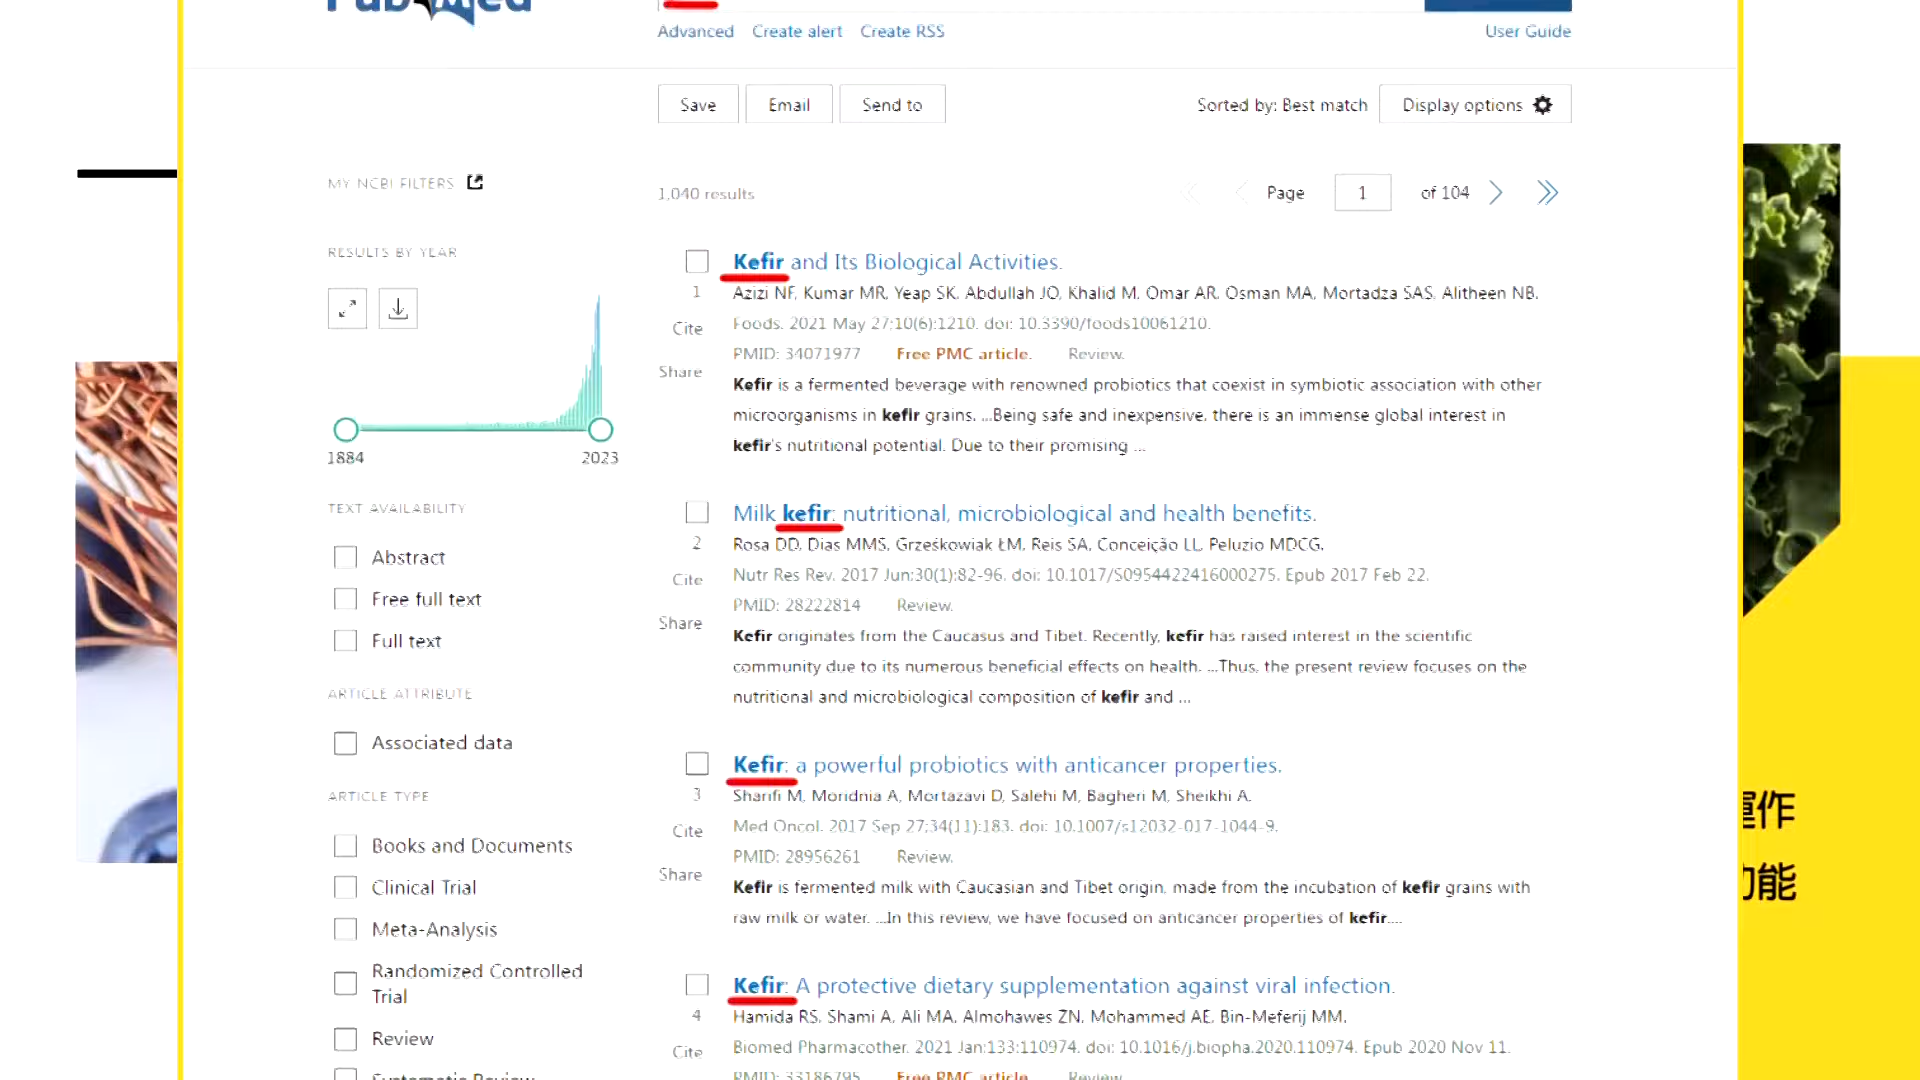 PubMed
Advanced Create alert Create RSS User Guide
Save Email Send to Sorted by: Best match Display options
MY NCBI FILTERS
1,040 results Page 1 of 104
RESULTS BY YEAR
1884 2023
TEXT AVAILABILITY
Abstract
Free full text
Full text
ARTICLE ATTRIBUTE
Associated data
ARTICLE TYPE
Books and Documents
Clinical Trial
Meta-Analysis
Randomized Controlled
Trial
Review
Systematic Review
Kefir and Its Biological Activities.
1 Azizi NF, Kumar MR, Yeap SK, Abdullah JO, Khalid M, Omar AR, Osman MA, Mortadza SAS, Alitheen NB.
Cite Foods. 2021 May 27;10(6):1210. doi: 10.3390/foods10061210.
PMID: 34071977 Free PMC article. Review.
Share
Kefir is a fermented beverage with renowned probiotics that coexist in symbiotic association with other
microorganisms in kefir grains. ...Being safe and inexpensive, there is an immense global interest in
kefir's nutritional potential. Due to their promising ...
Milk kefir: nutritional, microbiological and health benefits.
2 Rosa DD, Dias MMS, Grześkowiak ŁM, Reis SA, Conceição LL, Peluzio MDCG.
Cite Nutr Res Rev. 2017 Jun;30(1):82-96. doi: 10.1017/S0954422416000275. Epub 2017 Feb 22.
PMID: 28222814 Review.
Share
Kefir originates from the Caucasus and Tibet. Recently, kefir has raised interest in the scientific
community due to its numerous beneficial effects on health. ...Thus, the present review focuses on the
nutritional and microbiological composition of kefir and ...
Kefir: a powerful probiotics with anticancer properties.
3 Sharifi M, Moridnia A, Mortazavi D, Salehi M, Bagheri M, Sheikhi A.
Cite Med Oncol. 2017 Sep 27;34(11):183. doi: 10.1007/s12032-017-1044-9.
PMID: 28956261 Review.
Share
Kefir is fermented milk with Caucasian and Tibet origin, made from the incubation of kefir grains with
raw milk or water. ...In this review, we have focused on anticancer properties of kefir....
Kefir: A protective dietary supplementation against viral infection.
4 Hamida RS, Shami A, Ali MA, Almohawes ZN, Mohammed AE, Bin-Meferij MM.
Cite Biomed Pharmacother. 2021 Jan;133:110974. doi: 10.1016/j.biopha.2020.110974. Epub 2020 Nov 11.
PMID: 33186795 Free PMC article. Review.
運作
功能